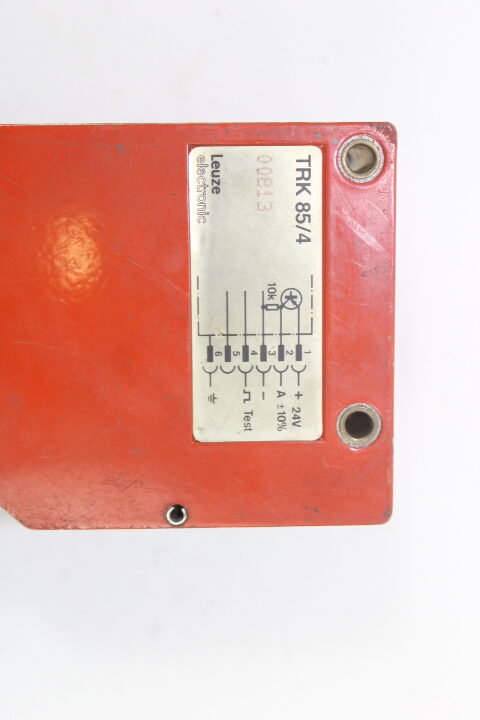 TRK 85/4
00813
Leuze
electronic
10k
1 + 24V
2 A ±10%
3 −
4 Test
5
6